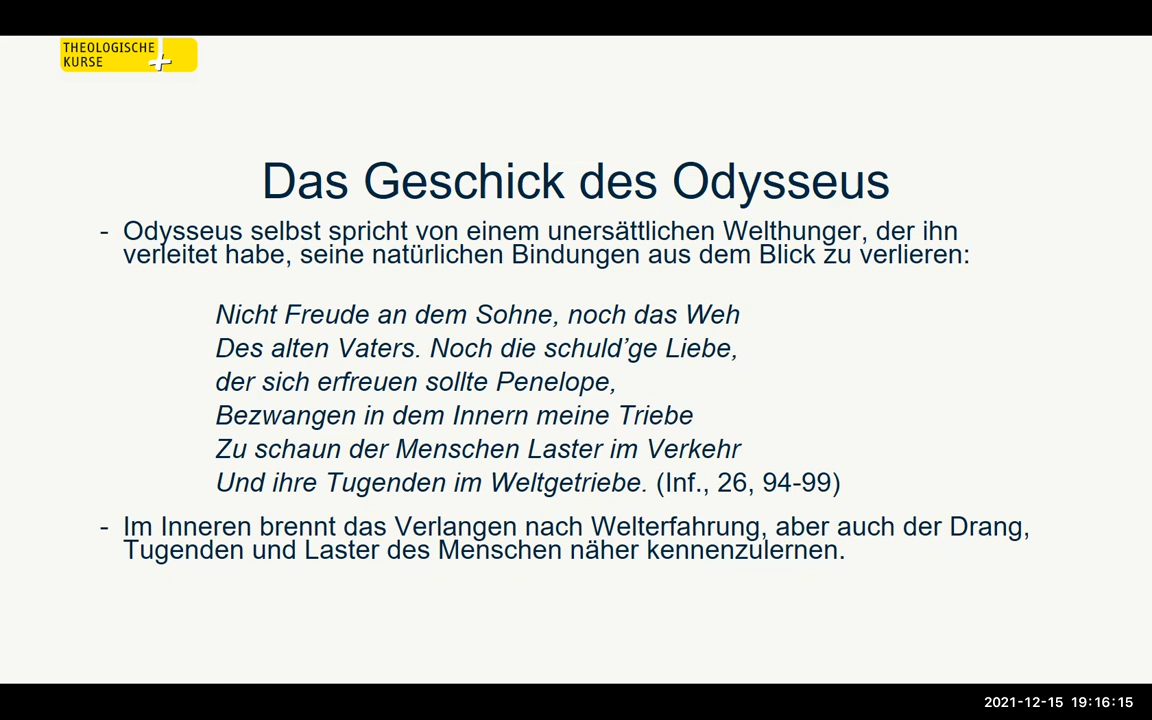 THEOLOGISCHE
KURSE
Das Geschick des Odysseus
- Odysseus selbst spricht von einem unersättlichen Welthunger, der ihn
verleitet habe, seine natürlichen Bindungen aus dem Blick zu verlieren:
Nicht Freude an dem Sohne, noch das Weh
Des alten Vaters. Noch die schuld’ge Liebe,
der sich erfreuen sollte Penelope,
Bezwangen in dem Innern meine Triebe
Zu schaun der Menschen Laster im Verkehr
Und ihre Tugenden im Weltgetriebe. (Inf., 26, 94-99)
- Im Inneren brennt das Verlangen nach Welterfahrung, aber auch der Drang,
Tugenden und Laster des Menschen näher kennenzulernen.
2021-12-15 19:16:15